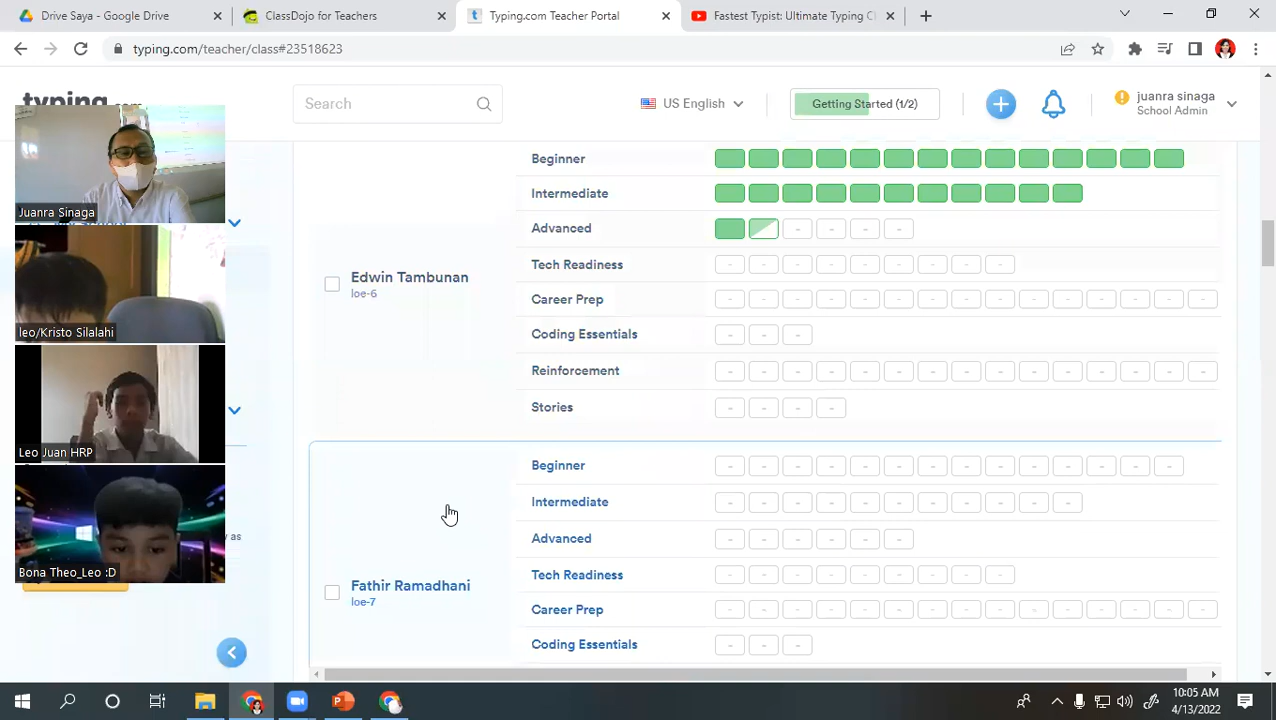 Drive Saya - Google Drive
ClassDojo for Teachers
Typing.com Teacher Portal
Fastest Typist: Ultimate Typing Cl
typing.com/teacher/class#23518623
typing.com
Search
US English
Getting Started (1/2)
juanra sinaga
School Admin
Juanra Sinaga
leo/Kristo Silalahi
Leo Juan HRP
Bona Theo_Leo :D
as
Edwin Tambunan
loe-6
Beginner
Intermediate
Advanced
Tech Readiness
Career Prep
Coding Essentials
Reinforcement
Stories
Fathir Ramadhani
loe-7
Beginner
Intermediate
Advanced
Tech Readiness
Career Prep
Coding Essentials
10:05 AM
4/13/2022